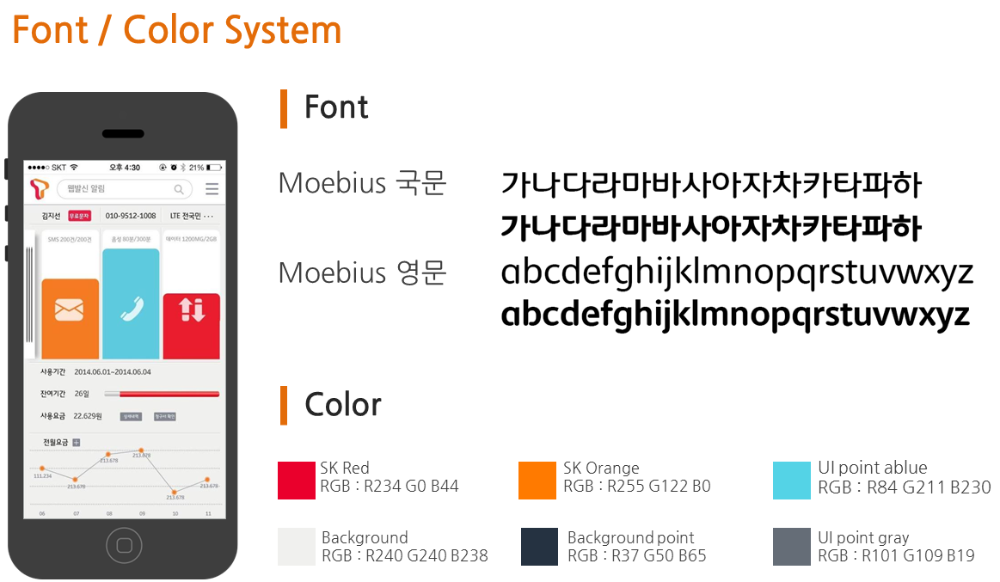 Font / Color System
SKT 오후 4:30 21%
웹발신 알림
김지선 무료문자 010-9512-1008 LTE 전국민 ···
SMS 200건/200건 음성 80분/300분 데이터 1200MG/2GB
사용기간 2014.06.01~2014.06.04
잔여기간 26일
사용요금 22.629원 상세내역 청구서 확인
전월요금 +
111.234 213.678 213.678 213.678 213.678 213.678
06 07 08 09 10 11
Font
Moebius 국문 가나다라마바사아자차카타파하
가나다라마바사아자차카타파하
Moebius 영문 abcdefghijklmnopqrstuvwxyz
abcdefghijklmnopqrstuvwxyz
Color
SK Red
RGB : R234 G0 B44
SK Orange
RGB : R255 G122 B0
UI point ablue
RGB : R84 G211 B230
Background
RGB : R240 G240 B238
Background point
RGB : R37 G50 B65
UI point gray
RGB : R101 G109 B19